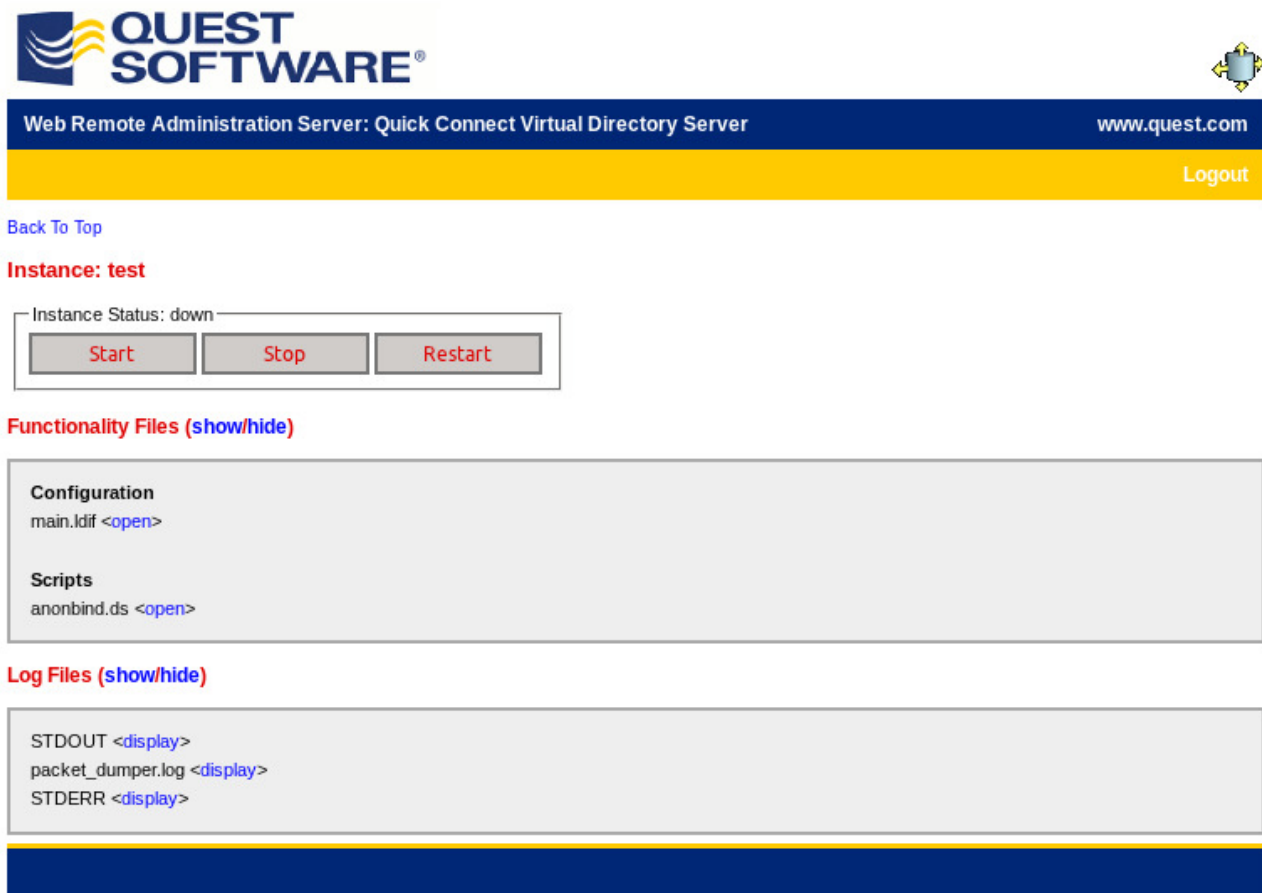 QUEST
SOFTWARE®
Web Remote Administration Server: Quick Connect Virtual Directory Server www.quest.com
Logout
Back To Top
Instance: test
Instance Status: down
Start Stop Restart
Functionality Files (show/hide)
Configuration
main.ldif <open>
Scripts
anonbind.ds <open>
Log Files (show/hide)
STDOUT <display>
packet_dumper.log <display>
STDERR <display>